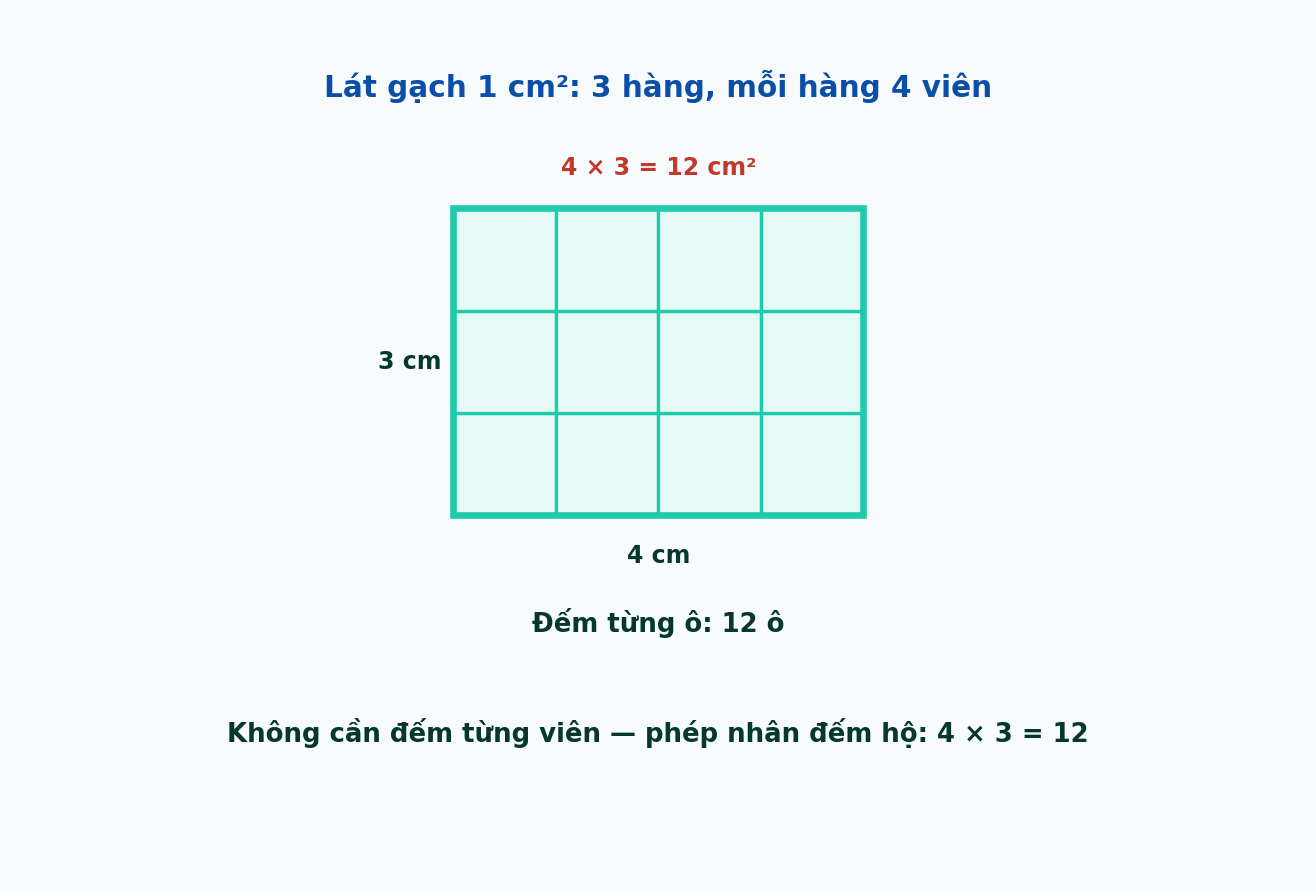 Lát gạch 1 cm²: 3 hàng, mỗi hàng 4 viên
4 × 3 = 12 cm²
3 cm
4 cm
Đếm từng ô: 12 ô
Không cần đếm từng viên — phép nhân đếm hộ: 4 × 3 = 12